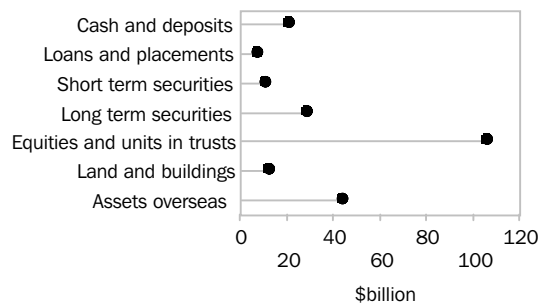 Cash and deposits
Loans and placements
Short term securities
Long term securities
Equities and units in trusts
Land and buildings
Assets overseas
0 40 80 120
20 60 100
$billion